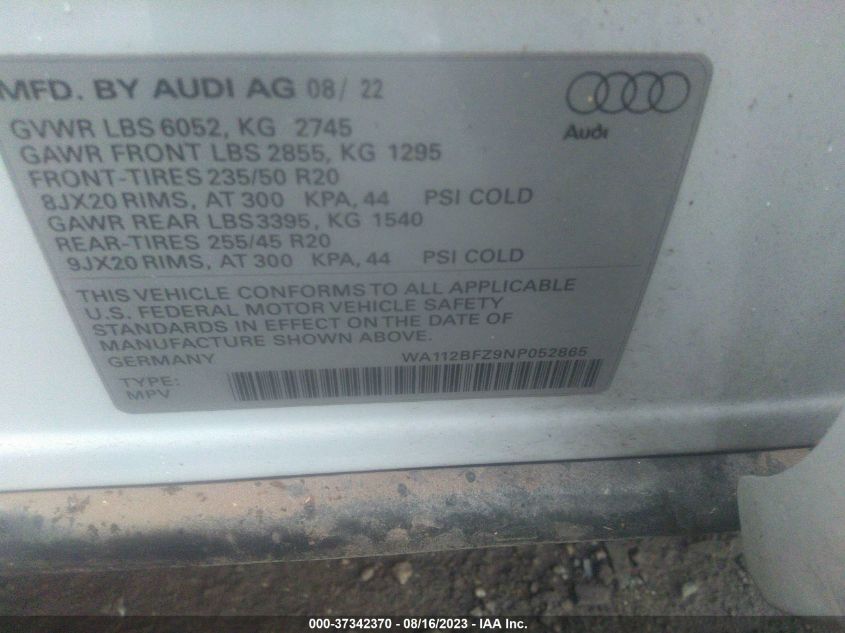 MFD. BY AUDI AG 08/ 22
Audi
GVWR LBS 6052, KG 2745
GAWR FRONT LBS 2855, KG 1295
FRONT-TIRES 235/50 R20
8JX20 RIMS, AT 300 KPA, 44 PSI COLD
GAWR REAR LBS3395, KG 1540
REAR-TIRES 255/45 R20
9JX20 RIMS, AT 300 KPA, 44 PSI COLD
THIS VEHICLE CONFORMS TO ALL APPLICABLE
U.S. FEDERAL MOTOR VEHICLE SAFETY
STANDARDS IN EFFECT ON THE DATE OF
MANUFACTURE SHOWN ABOVE.
GERMANY WA112BFZ9NP052865
TYPE:
MPV
000-37342370 - 08/16/2023 - IAA Inc.